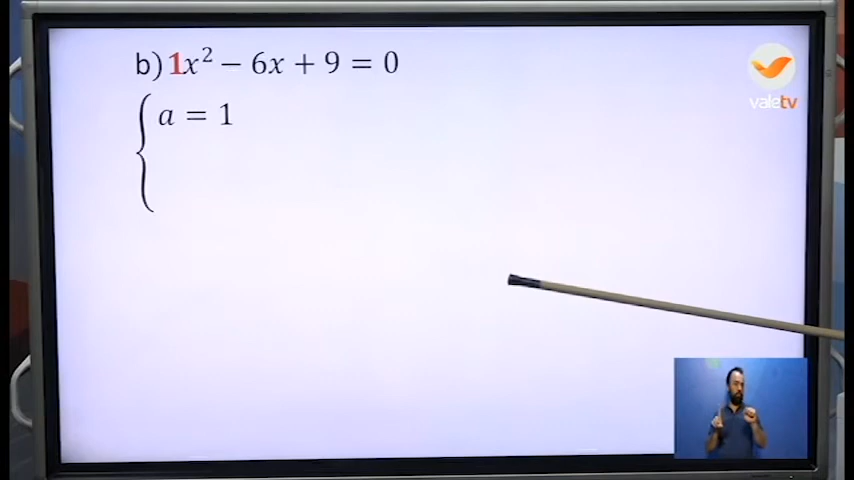 b) 1x² − 6x + 9 = 0
a = 1
valetv